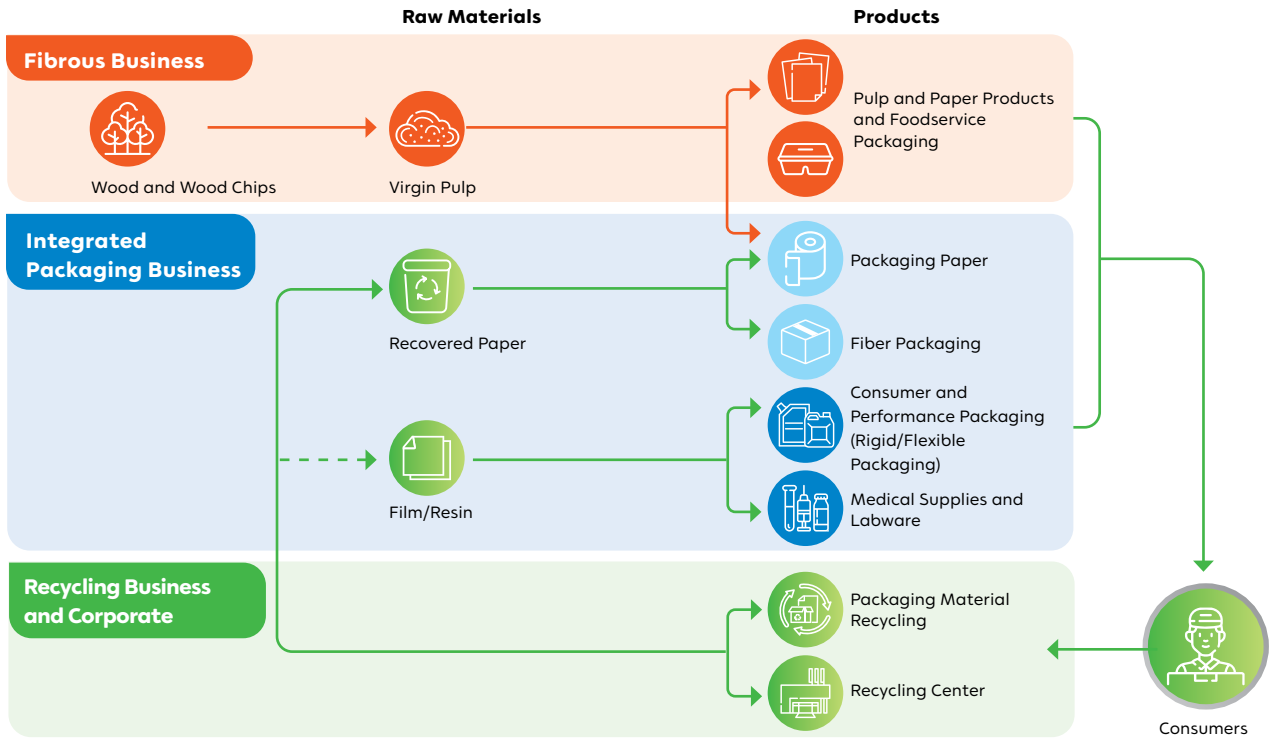 Raw Materials
Products
Fibrous Business
Wood and Wood Chips
Virgin Pulp
Pulp and Paper Products
and Foodservice
Packaging
Integrated
Packaging Business
Recovered Paper
Packaging Paper
Fiber Packaging
Film/Resin
Consumer and
Performance Packaging
(Rigid/Flexible
Packaging)
Medical Supplies and
Labware
Recycling Business
and Corporate
Packaging Material
Recycling
Recycling Center
Consumers